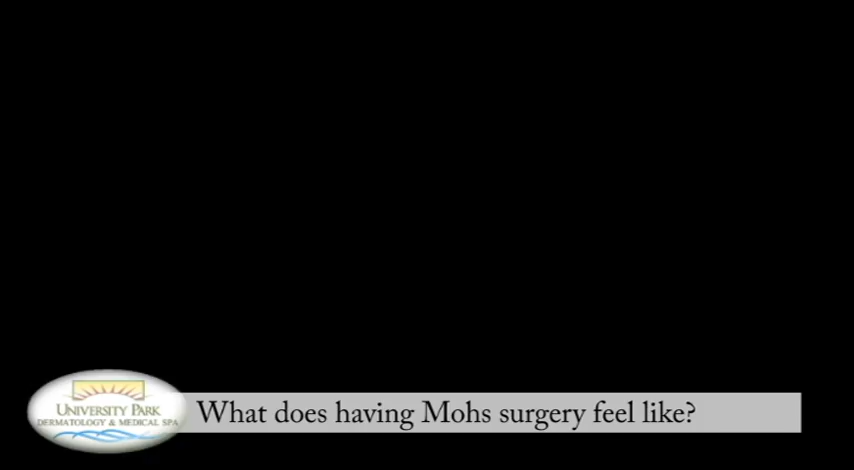 University Park
Dermatology & Medical Spa
What does having Mohs surgery feel like?